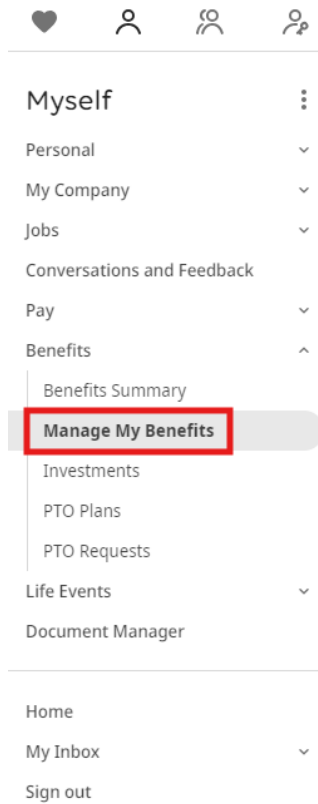 Myself
Personal
My Company
Jobs
Conversations and Feedback
Pay
Benefits
Benefits Summary
Manage My Benefits
Investments
PTO Plans
PTO Requests
Life Events
Document Manager
Home
My Inbox
Sign out